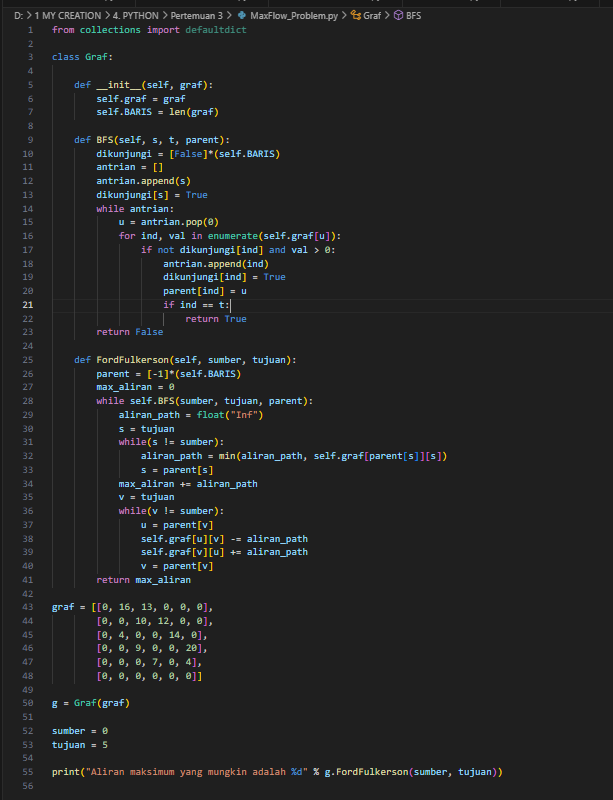 D: > 1 MY CREATION > 4. PYTHON > Pertemuan 3 > MaxFlow_Problem.py > Graf > BFS
1 from collections import defaultdict
2
3 class Graf:
4
5     def __init__(self, graf):
6         self.graf = graf
7         self.BARIS = len(graf)
8
9     def BFS(self, s, t, parent):
10         dikunjungi = [False]*(self.BARIS)
11         antrian = []
12         antrian.append(s)
13         dikunjungi[s] = True
14         while antrian:
15             u = antrian.pop(0)
16             for ind, val in enumerate(self.graf[u]):
17                 if not dikunjungi[ind] and val > 0:
18                     antrian.append(ind)
19                     dikunjungi[ind] = True
20                     parent[ind] = u
21                     if ind == t:
22                         return True
23         return False
24
25     def FordFulkerson(self, sumber, tujuan):
26         parent = [-1]*(self.BARIS)
27         max_aliran = 0
28         while self.BFS(sumber, tujuan, parent):
29             aliran_path = float("Inf")
30             s = tujuan
31             while(s != sumber):
32                 aliran_path = min(aliran_path, self.graf[parent[s]][s])
33                 s = parent[s]
34             max_aliran += aliran_path
35             v = tujuan
36             while(v != sumber):
37                 u = parent[v]
38                 self.graf[u][v] -= aliran_path
39                 self.graf[v][u] += aliran_path
40                 v = parent[v]
41         return max_aliran
42
43 graf = [[0, 16, 13, 0, 0, 0],
44         [0, 0, 10, 12, 0, 0],
45         [0, 4, 0, 0, 14, 0],
46         [0, 0, 9, 0, 0, 20],
47         [0, 0, 0, 7, 0, 4],
48         [0, 0, 0, 0, 0, 0]]
49
50 g = Graf(graf)
51
52 sumber = 0
53 tujuan = 5
54
55 print("Aliran maksimum yang mungkin adalah %d" % g.FordFulkerson(sumber, tujuan))
56